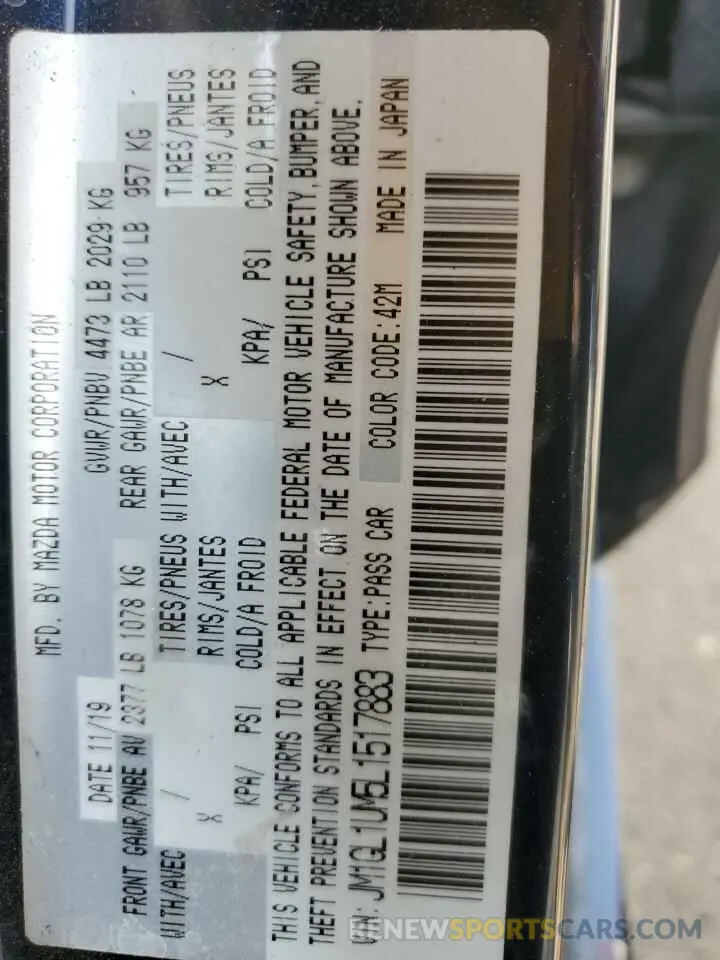 MFD. BY MAZDA MOTOR CORPORATION
DATE 11/19 GVWR/PNBV 4473 LB 2029 KG
FRONT GAWR/PNBE AV 2377 LB 1078 KG REAR GAWR/PNBE AR 2110 LB 957 KG
WITH/AVEC / TIRES/PNEUS WITH/AVEC / TIRES/PNEUS
X RIMS/JANTES X RIMS/JANTES
KPA/ PSI COLD/A FROID KPA/ PSI COLD/A FROID
THIS VEHICLE CONFORMS TO ALL APPLICABLE FEDERAL MOTOR VEHICLE SAFETY, BUMPER, AND
THEFT PREVENTION STANDARDS IN EFFECT ON THE DATE OF MANUFACTURE SHOWN ABOVE.
VIN: JM1GL1UM5L1517883 TYPE:PASS CAR COLOR CODE:42M MADE IN JAPAN
RENEWSPORTSCARS.COM